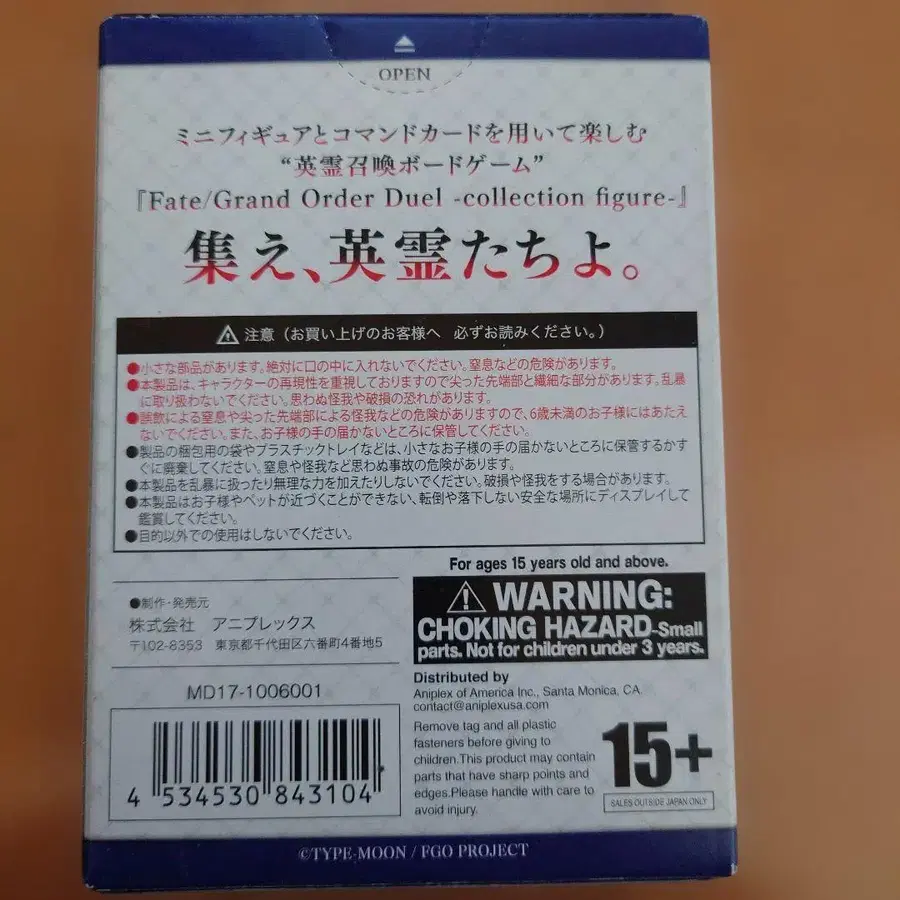 OPEN
ミニフィギュアとコマンドカードを用いて楽しむ
“英霊召喚ボードゲーム”
『Fate/Grand Order Duel -collection figure-』
集え、英霊たちよ。
注意（お買い上げのお客様へ　必ずお読みください。）
●小さな部品があります。絶対に口の中に入れないでください。窒息などの危険があります。
●本製品は、キャラクターの再現性を重視しておりますので尖った先端部と繊細な部分があります。乱暴
に取り扱わないでください。思わぬ怪我や破損の恐れがあります。
●誤飲による窒息や尖った先端部による怪我などの危険がありますので、6歳未満のお子様にはあたえ
ないでください。また、お子様の手の届かないところに保管してください。
●製品の梱包用の袋やプラスチックトレイなどは、小さなお子様の手の届かないところに保管するかす
ぐに廃棄してください。窒息や怪我など思わぬ事故の危険があります。
●本製品を乱暴に扱ったり無理な力を加えたりしないでください。破損や怪我をする場合があります。
●本製品はお子様やペットが近づくことができない、転倒や落下しない安全な場所にディスプレイして
鑑賞してください。
●目的以外での使用はしないでください。
For ages 15 years old and above.
WARNING:
CHOKING HAZARD-Small
parts. Not for children under 3 years.
●制作・発売元
株式会社　アニプレックス
〒102-8353　東京都千代田区六番町4番地5
MD17-1006001
4 534530 843104
Distributed by
Aniplex of America Inc., Santa Monica, CA
contact@aniplexusa.com
Remove tag and all plastic
fasteners before giving to
children.This product may contain
parts that have sharp points and
edges.Please handle with care to
avoid injury.
15+
SALES OUTSIDE JAPAN ONLY
©TYPE-MOON / FGO PROJECT